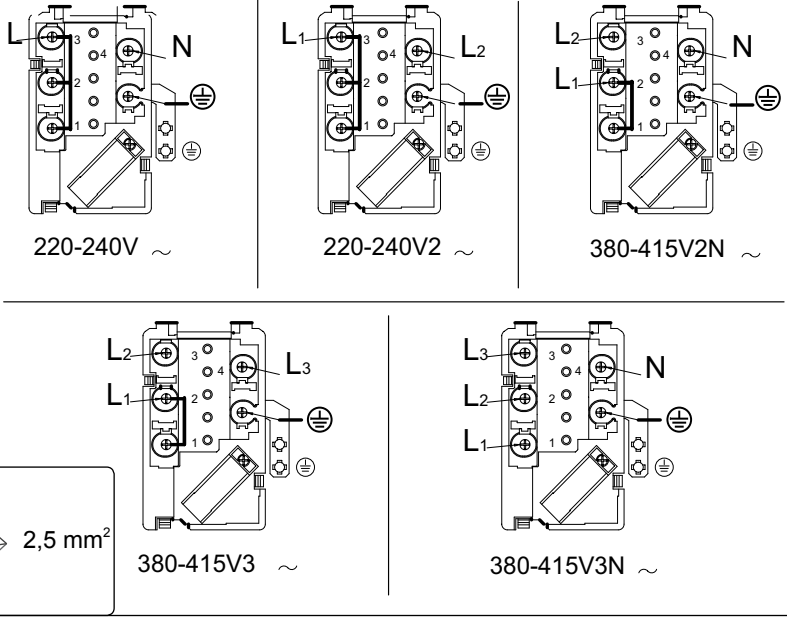 L 3 4 2 1 N
220-240V ~
L1 3 4 2 1 L2
220-240V2 ~
L2 L1 3 4 2 1 N
380-415V2N ~
L2 L1 3 4 2 1 L3
380-415V3 ~
L3 L2 L1 3 4 2 1 N
380-415V3N ~
2,5 mm²